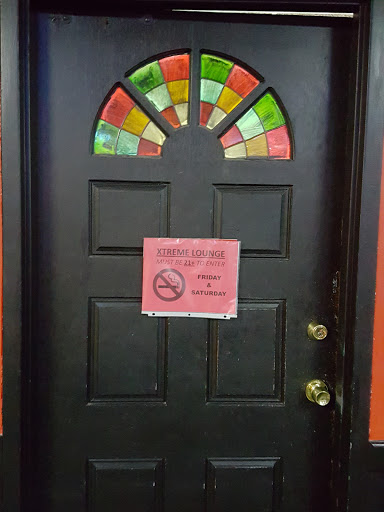 XTREME LOUNGE
MUST BE 21+ TO ENTER
FRIDAY
&
SATURDAY